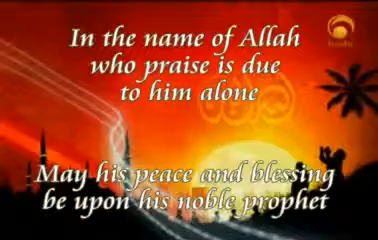 In the name of Allah
who praise is due
to him alone
May his peace and blessing
be upon his noble prophet